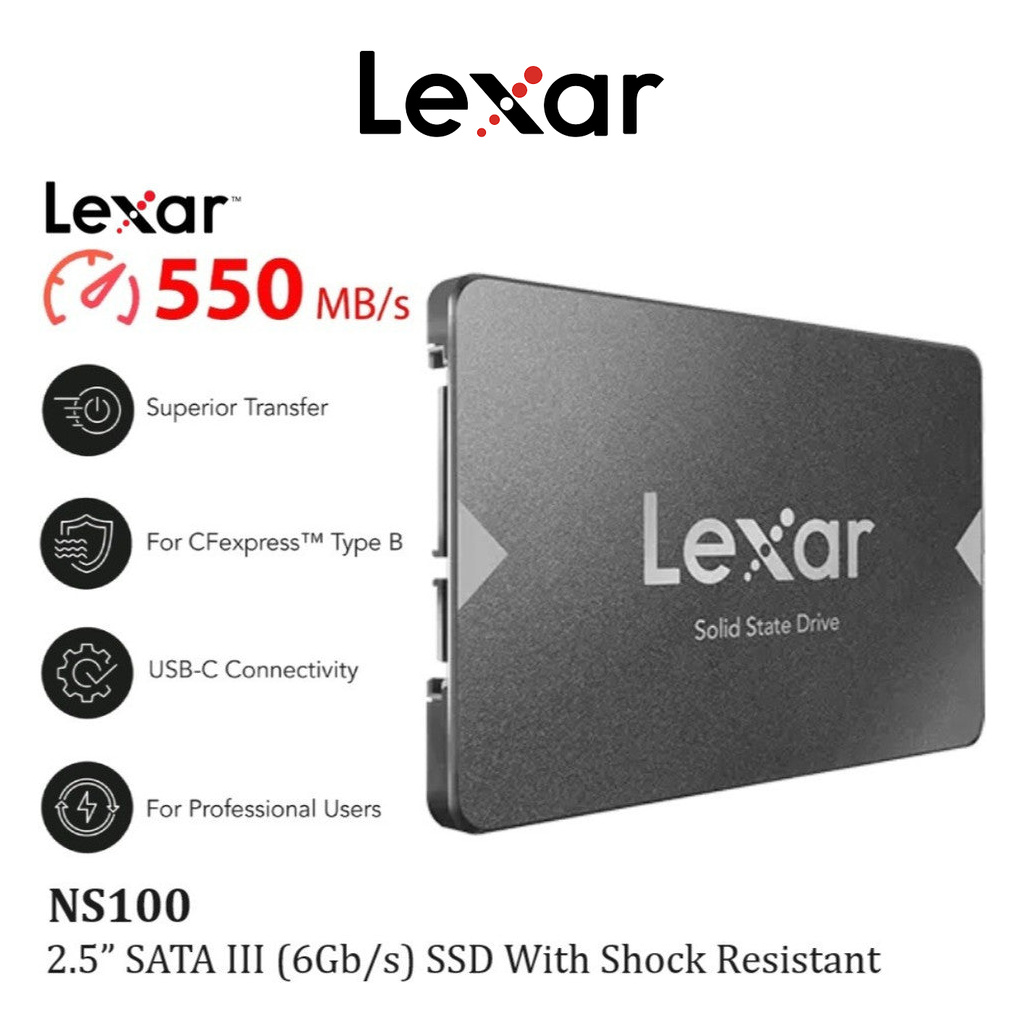 Lexar
Lexar™
550 MB/s
Superior Transfer
For CFexpress™ Type B
USB-C Connectivity
For Professional Users
Lexar
Solid State Drive
NS100
2.5” SATA III (6Gb/s) SSD With Shock Resistant